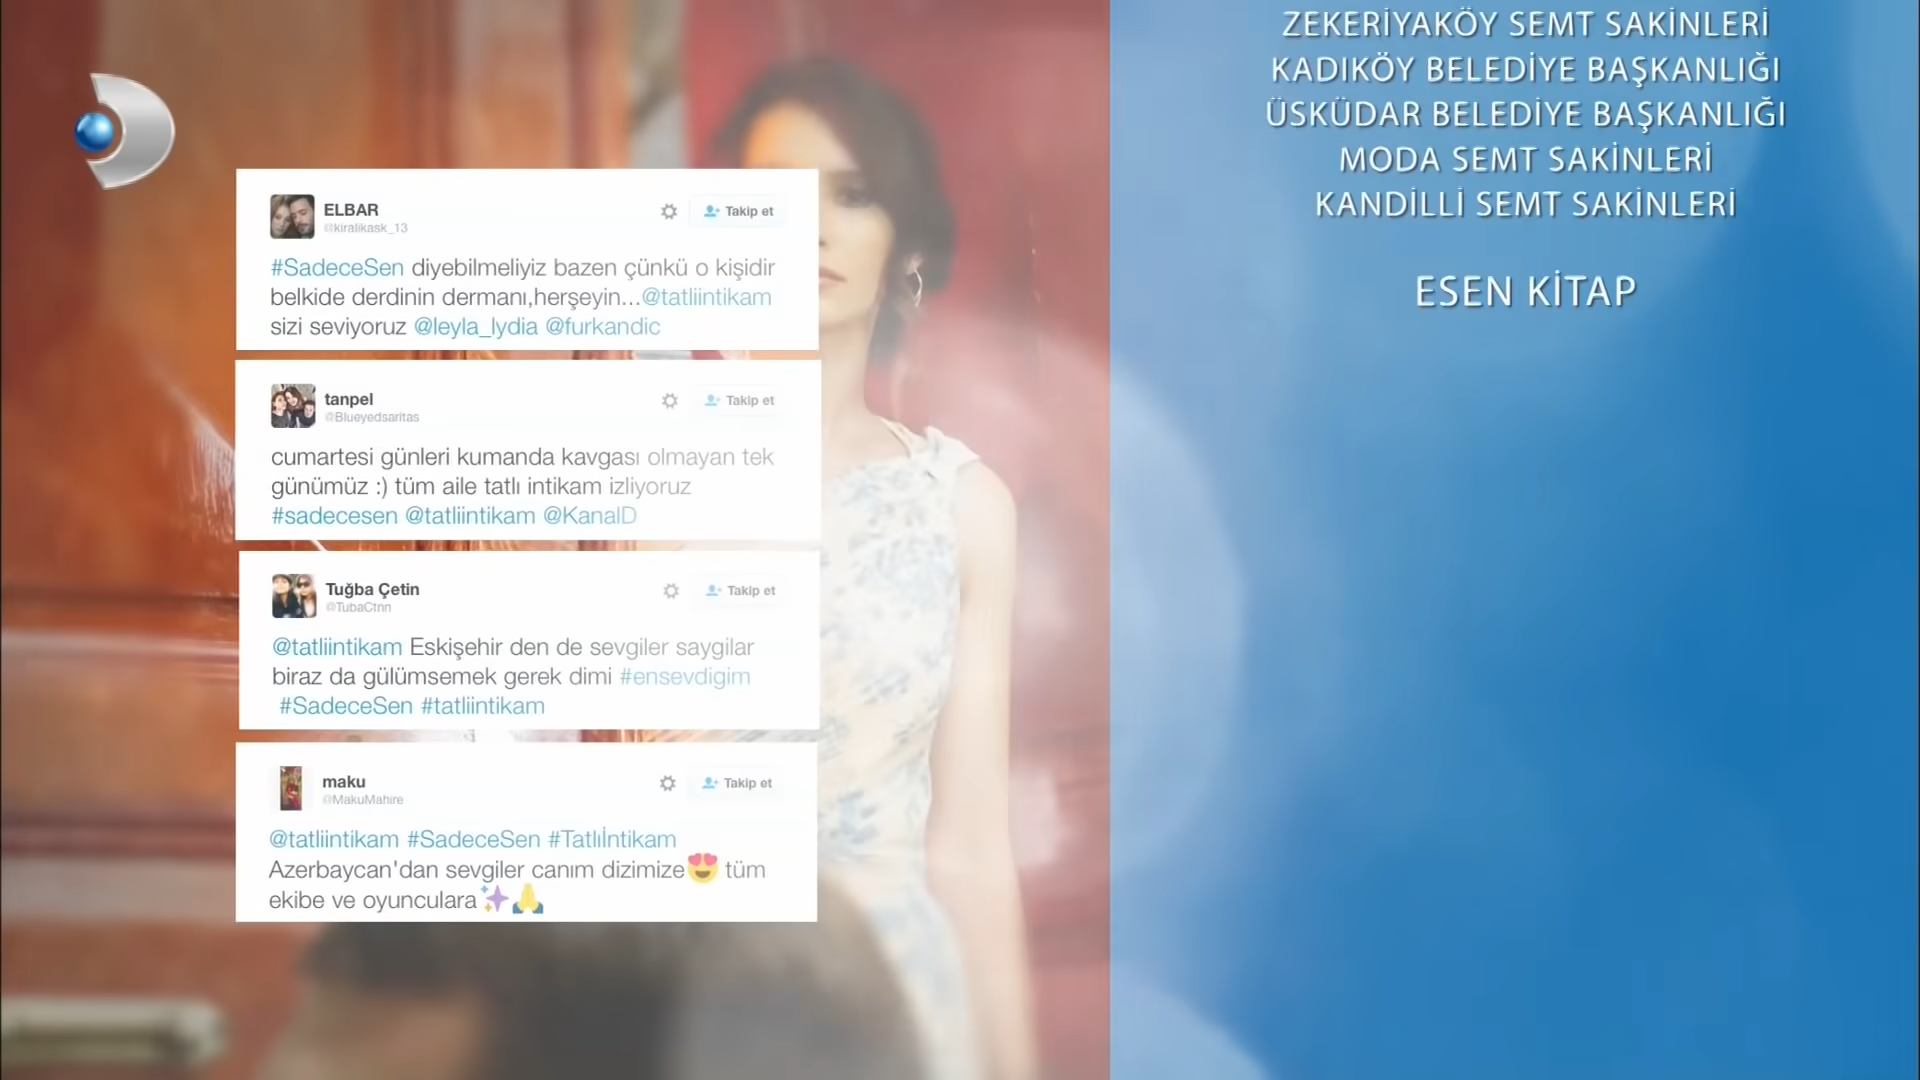 ELBAR
@kiralikask_13
Takip et
#SadeceSen diyebilmeliyiz bazen çünkü o kişidir
belkide derdinin dermanı,herşeyin...@tatliintikam
sizi seviyoruz @leyla_lydia @furkandic
tanpel
@Blueyedsaritas
Takip et
cumartesi günleri kumanda kavgası olmayan tek
günümüz :) tüm aile tatlı intikam izliyoruz
#sadecesen @tatliintikam @KanalD
Tuğba Çetin
@TubaCtnn
Takip et
@tatliintikam Eskişehir den de sevgiler saygilar
biraz da gülümsemek gerek dimi #ensevdigim
#SadeceSen #tatliintikam
maku
@MakuMahire
Takip et
@tatliintikam #SadeceSen #Tatlıİntikam
Azerbaycan'dan sevgiler canım dizimize😍 tüm
ekibe ve oyunculara✨🙏
ZEKERİYAKÖY SEMT SAKİNLERİ
KADIKÖY BELEDİYE BAŞKANLIĞI
ÜSKÜDAR BELEDİYE BAŞKANLIĞI
MODA SEMT SAKİNLERİ
KANDİLLİ SEMT SAKİNLERİ
ESEN KİTAP